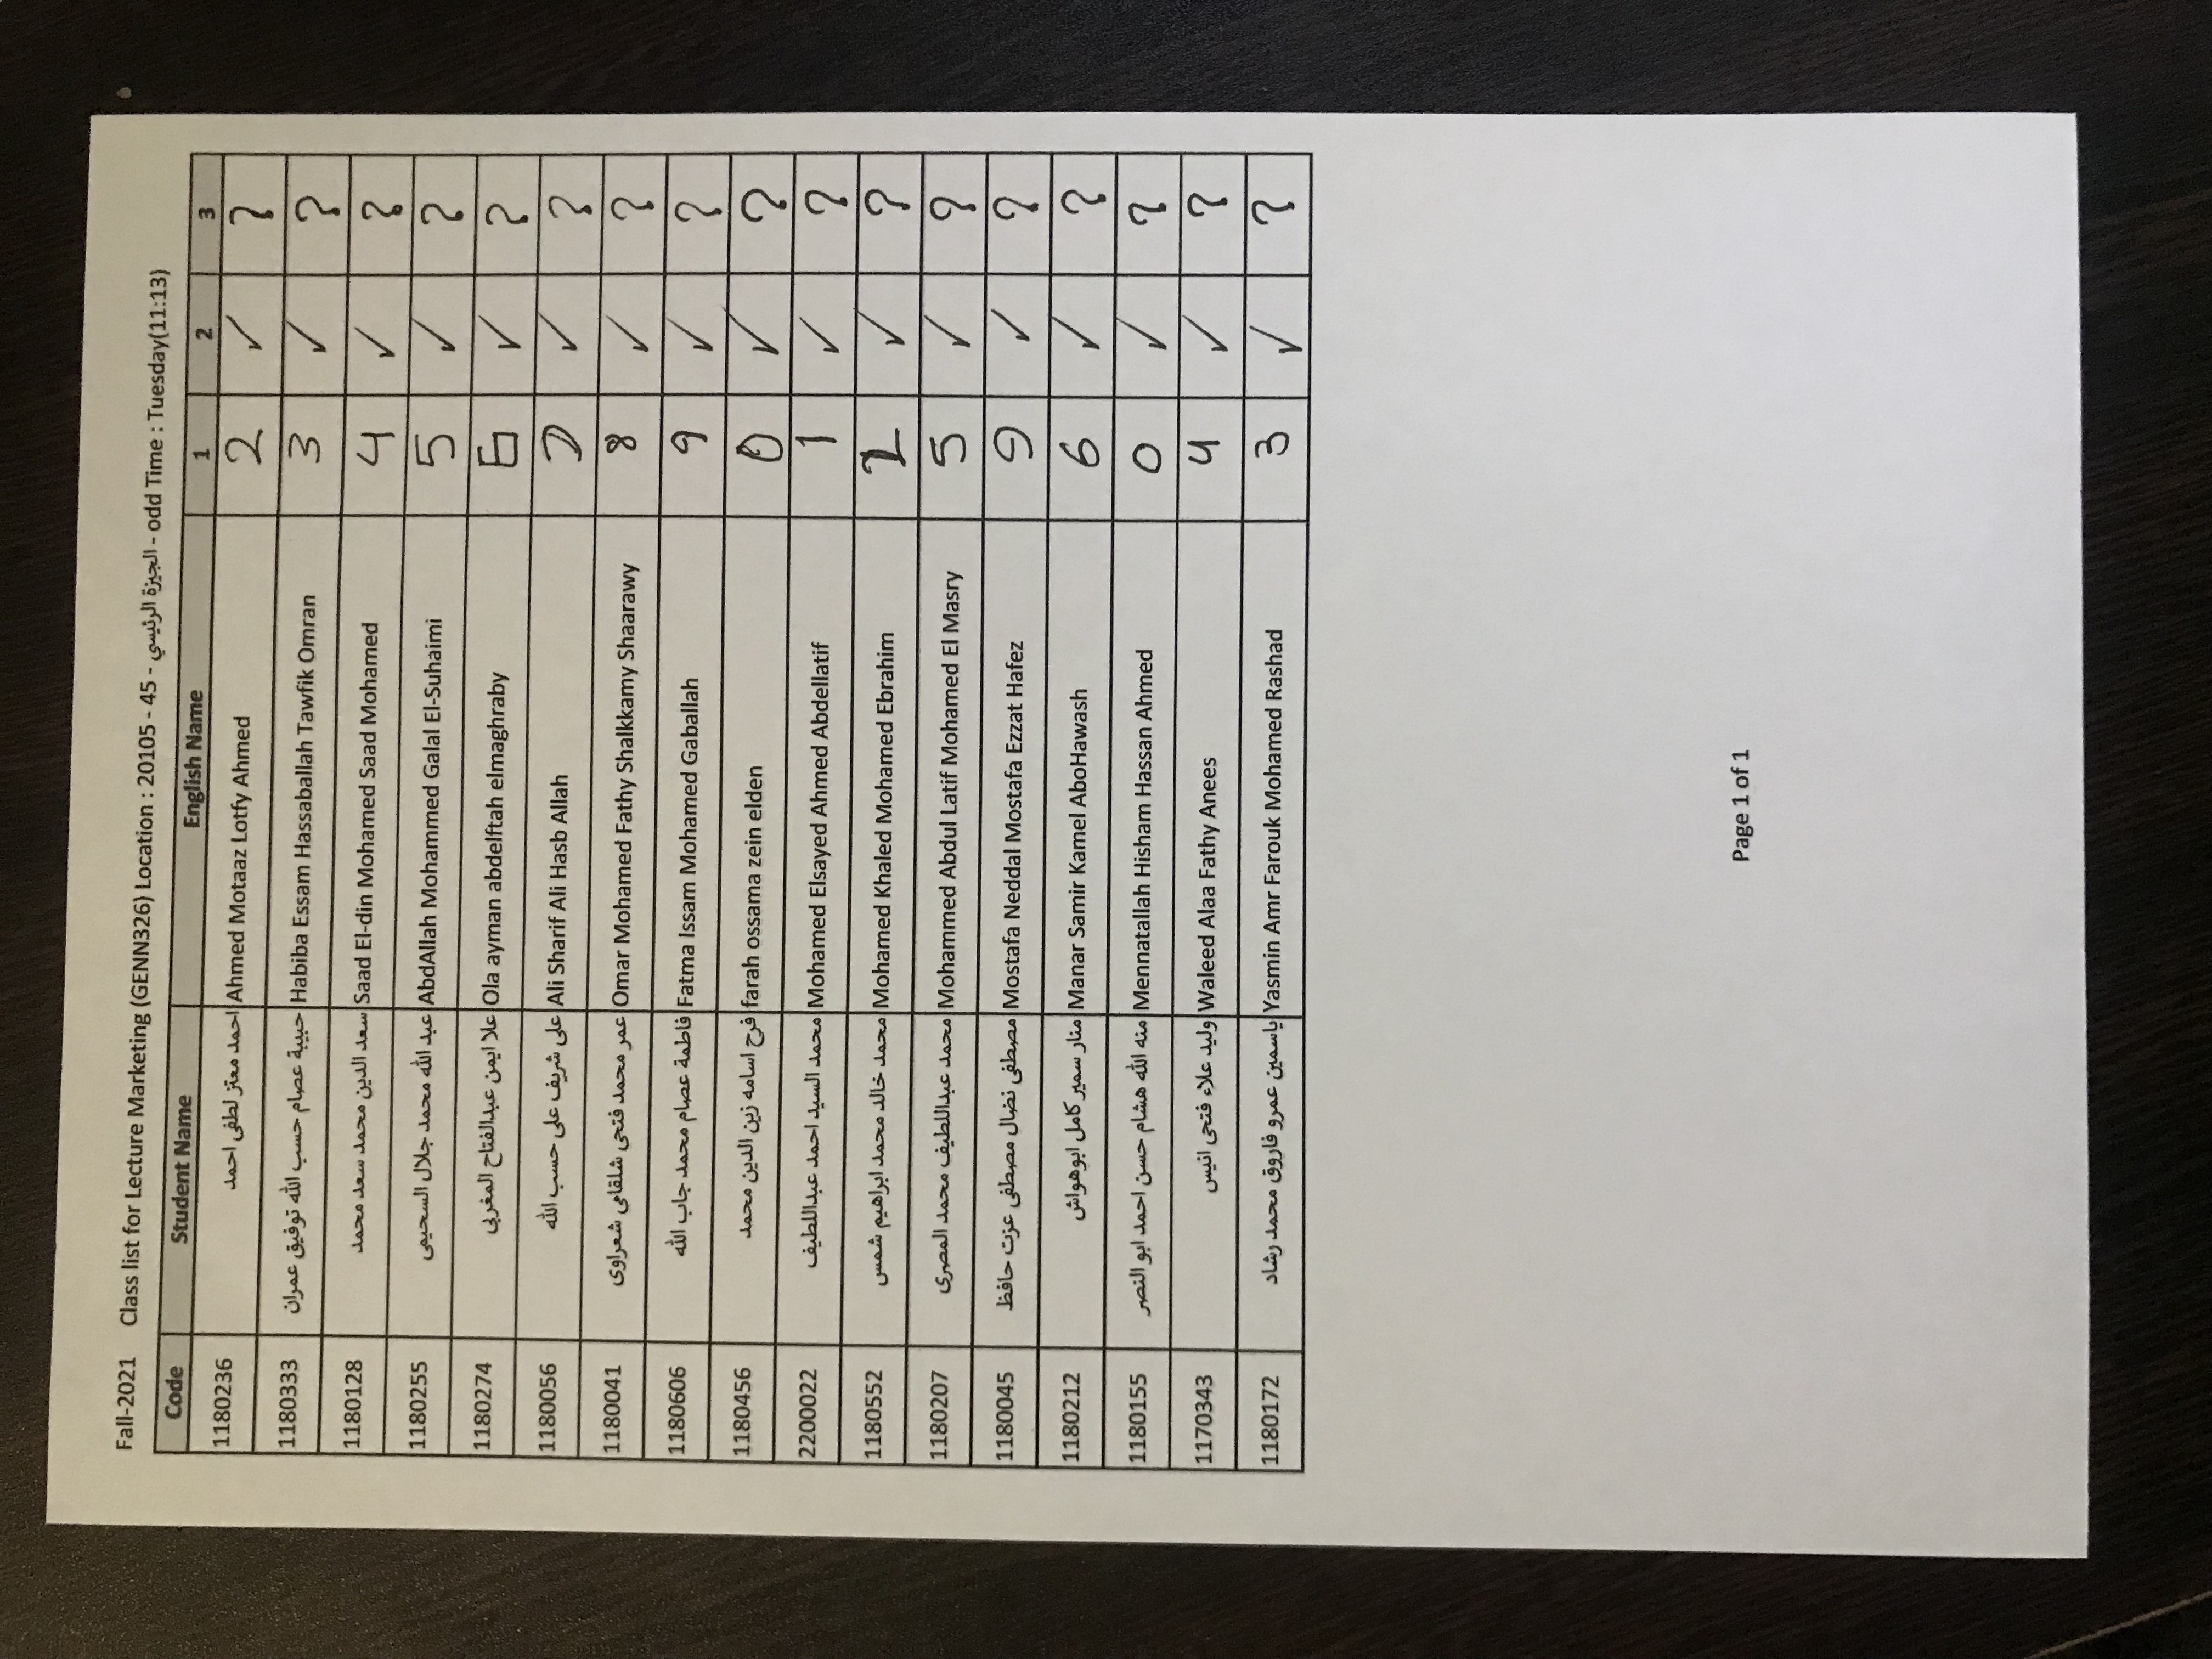 Fall-2021 Class list for Lecture Marketing (GENN326) Location : 20105 - 45 - الجيزة الرئيسي - odd Time : Tuesday(11:13)
Code Student Name English Name 1 2 3
1180236 احمد معتز لطفى احمد Ahmed Motaaz Lotfy Ahmed 2 ✓ ?
1180333 حبيبة عصام حسب الله توفيق عمران Habiba Essam Hassaballah Tawfik Omran 3 ✓ ?
1180128 سعد الدين محمد سعد محمد Saad El-din Mohamed Saad Mohamed 4 ✓ ?
1180255 عبد الله محمد جلال السحيمى AbdAllah Mohammed Galal El-Suhaimi 5 ✓ ?
1180274 علا ايمن عبدالفتاح المغربى Ola ayman abdelftah elmaghraby 6 ✓ ?
1180056 على شريف على حسب الله Ali Sharif Ali Hasb Allah 7 ✓ ?
1180041 عمر محمد فتحى شلقامى شعراوى Omar Mohamed Fathy Shalkkamy Shaarawy 8 ✓ ?
1180606 فاطمة عصام محمد جاب الله Fatma Issam Mohamed Gaballah 9 ✓ ?
1180456 فرح اسامه زين الدين محمد farah ossama zein elden 0 ✓ ?
2200022 محمد السيد احمد عبداللطيف Mohamed Elsayed Ahmed Abdellatif 1 ✓ ?
1180552 محمد خالد محمد ابراهيم شمس Mohamed Khaled Mohamed Ebrahim 2 ✓ ?
1180207 محمد عبداللطيف محمد المصرى Mohammed Abdul Latif Mohamed El Masry 5 ✓ ?
1180045 مصطفى نضال مصطفى عزت حافظ Mostafa Neddal Mostafa Ezzat Hafez 9 ✓ ?
1180212 منار سمير كامل ابوهواش Manar Samir Kamel AboHawash 6 ✓ ?
1180155 منه الله هشام حسن احمد ابو النصر Mennatallah Hisham Hassan Ahmed 0 ✓ ?
1170343 وليد علاء فتحى انيس Waleed Alaa Fathy Anees 4 ✓ ?
1180172 ياسمين عمرو فاروق محمد رشاد Yasmin Amr Farouk Mohamed Rashad 3 ✓ ?
Page 1 of 1